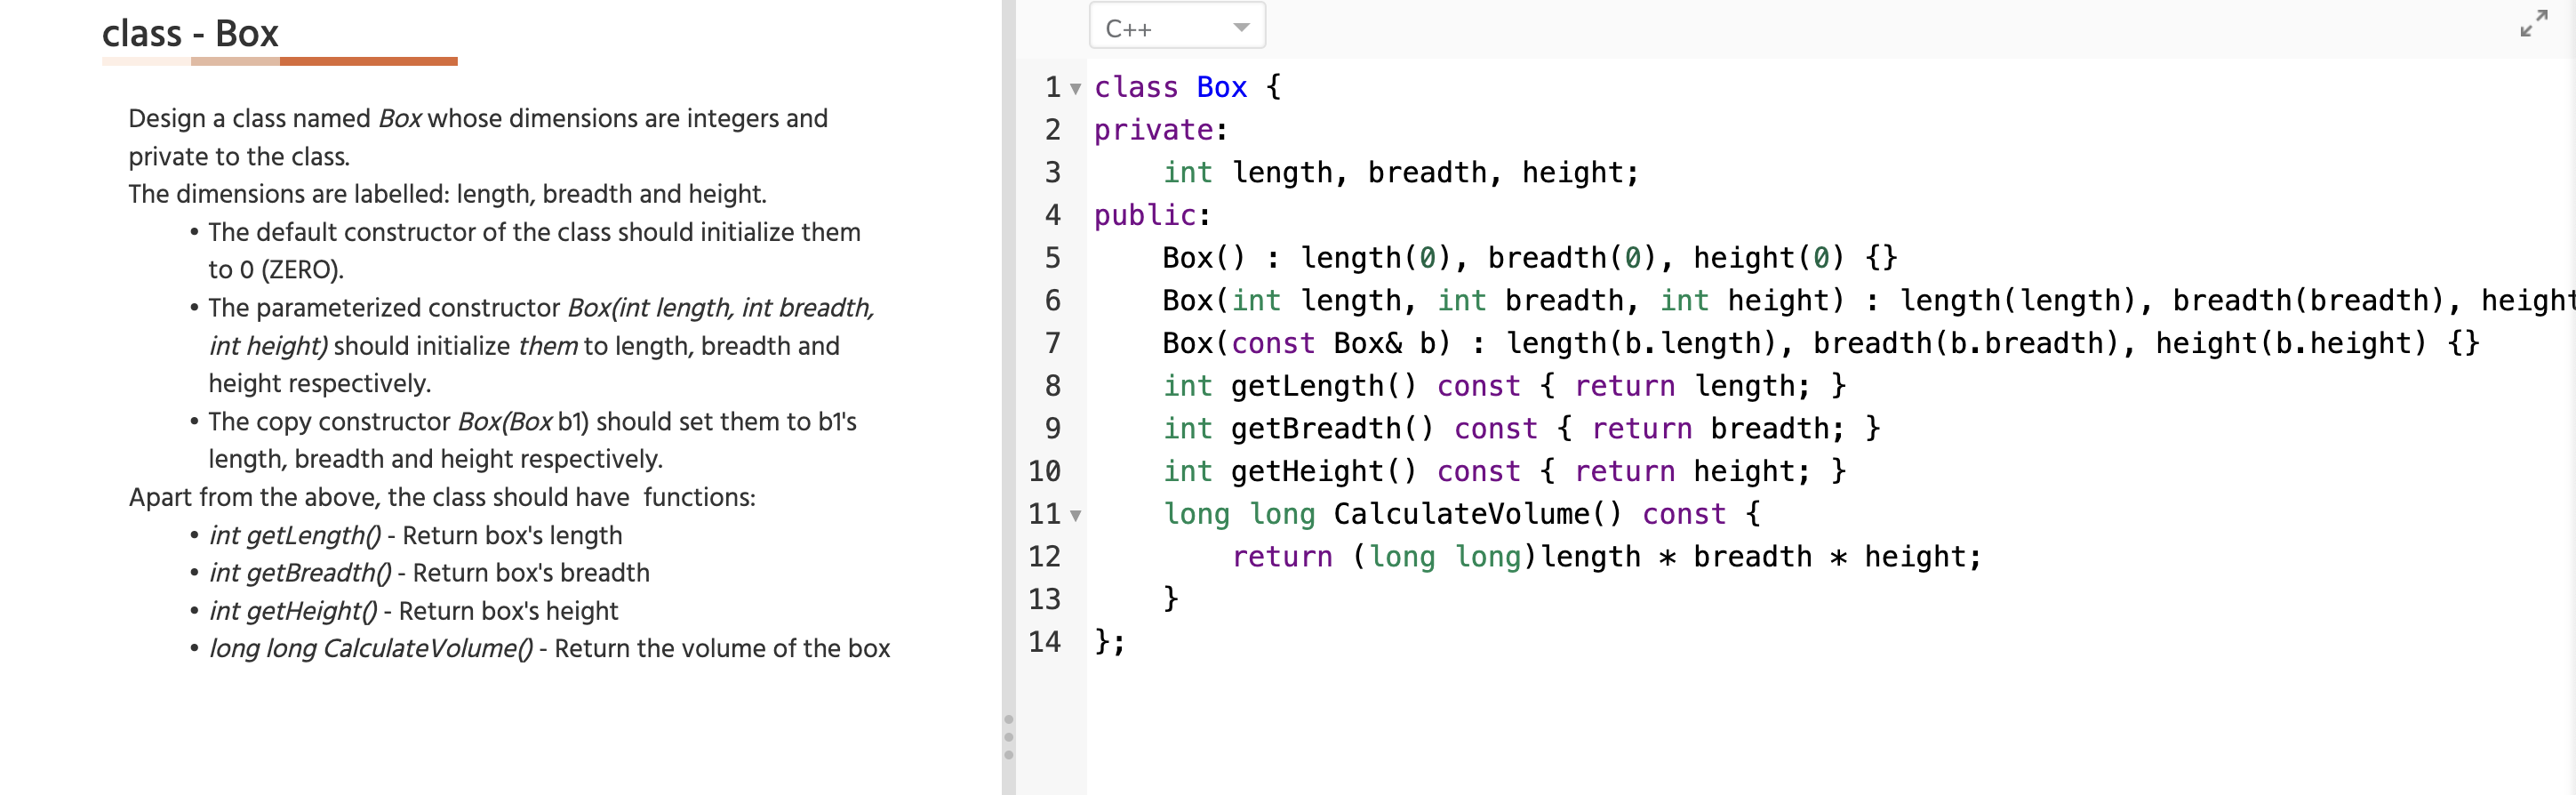 class - Box
Design a class named Box whose dimensions are integers and
private to the class.
The dimensions are labelled: length, breadth and height.
• The default constructor of the class should initialize them
to 0 (ZERO).
• The parameterized constructor Box(int length, int breadth,
int height) should initialize them to length, breadth and
height respectively.
• The copy constructor Box(Box b1) should set them to b1's
length, breadth and height respectively.
Apart from the above, the class should have functions:
• int getLength() - Return box's length
• int getBreadth() - Return box's breadth
• int getHeight() - Return box's height
• long long CalculateVolume() - Return the volume of the box
C++
1 class Box {
2 private:
3 int length, breadth, height;
4 public:
5 Box() : length(0), breadth(0), height(0) {}
6 Box(int length, int breadth, int height) : length(length), breadth(breadth), height
7 Box(const Box& b) : length(b.length), breadth(b.breadth), height(b.height) {}
8 int getLength() const { return length; }
9 int getBreadth() const { return breadth; }
10 int getHeight() const { return height; }
11 long long CalculateVolume() const {
12 return (long long)length * breadth * height;
13 }
14 };